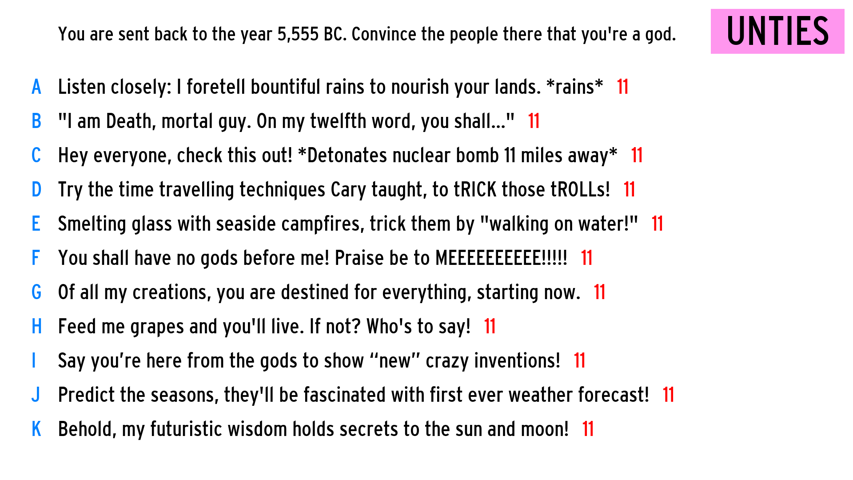 You are sent back to the year 5,555 BC. Convince the people there that you're a god.
UNTIES
A Listen closely: I foretell bountiful rains to nourish your lands. *rains* 11
B "I am Death, mortal guy. On my twelfth word, you shall..." 11
C Hey everyone, check this out! *Detonates nuclear bomb 11 miles away* 11
D Try the time travelling techniques Cary taught, to tRICK those tROLLs! 11
E Smelting glass with seaside campfires, trick them by "walking on water!" 11
F You shall have no gods before me! Praise be to MEEEEEEEEEE!!!!! 11
G Of all my creations, you are destined for everything, starting now. 11
H Feed me grapes and you'll live. If not? Who's to say! 11
I Say you’re here from the gods to show “new” crazy inventions! 11
J Predict the seasons, they'll be fascinated with first ever weather forecast! 11
K Behold, my futuristic wisdom holds secrets to the sun and moon! 11